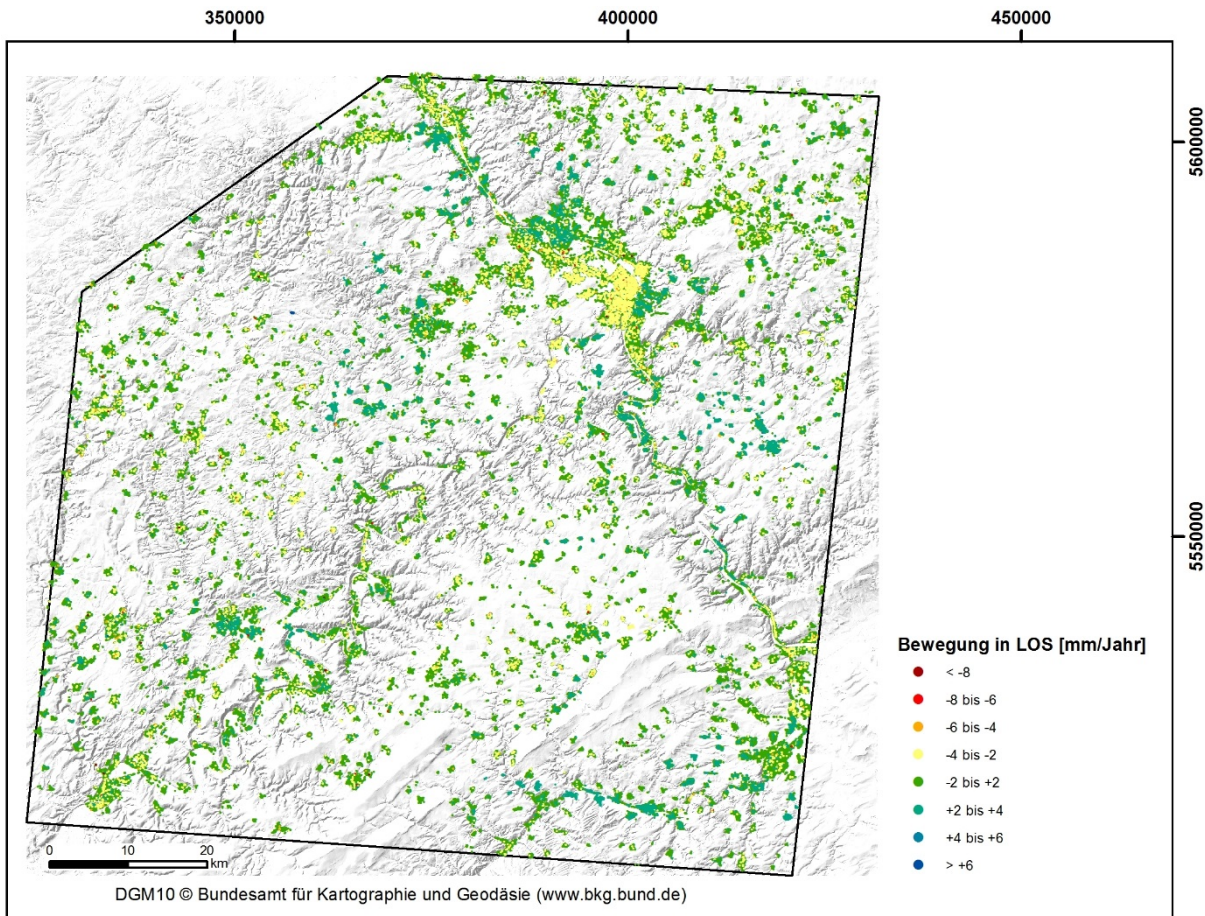 350000
400000
450000
5600000
5550000
Bewegung in LOS [mm/Jahr]
< -8
-8 bis -6
-6 bis -4
-4 bis -2
-2 bis +2
+2 bis +4
+4 bis +6
> +6
0 10 20
km
DGM10 © Bundesamt für Kartographie und Geodäsie (www.bkg.bund.de)